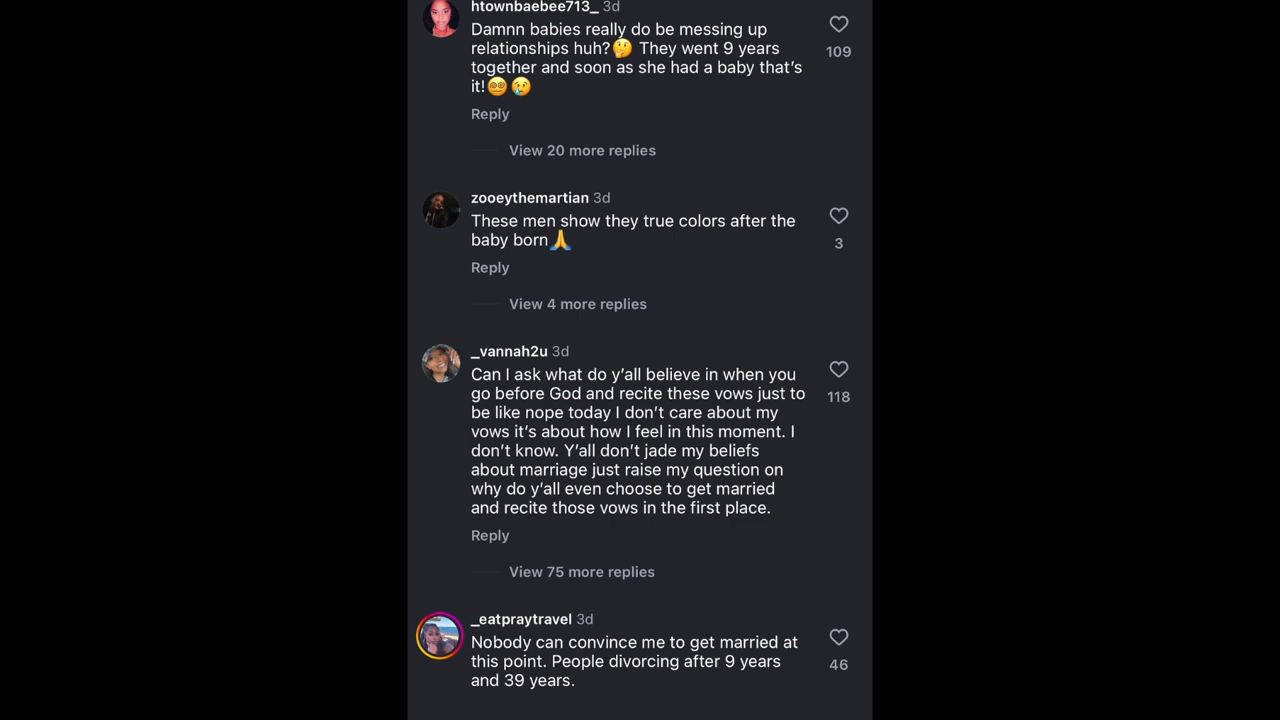 htownbaebee713_ 3d
Damnn babies really do be messing up
relationships huh?🤔 They went 9 years
together and soon as she had a baby that’s
it!😵‍💫😢
109
Reply
View 20 more replies
zooeythemartian 3d
These men show they true colors after the
baby born🙏
3
Reply
View 4 more replies
_vannah2u 3d
Can I ask what do y’all believe in when you
go before God and recite these vows just to
be like nope today I don’t care about my
vows it’s about how I feel in this moment. I
don’t know. Y’all don’t jade my beliefs
about marriage just raise my question on
why do y’all even choose to get married
and recite those vows in the first place.
118
Reply
View 75 more replies
_eatpraytravel 3d
Nobody can convince me to get married at
this point. People divorcing after 9 years
and 39 years.
46